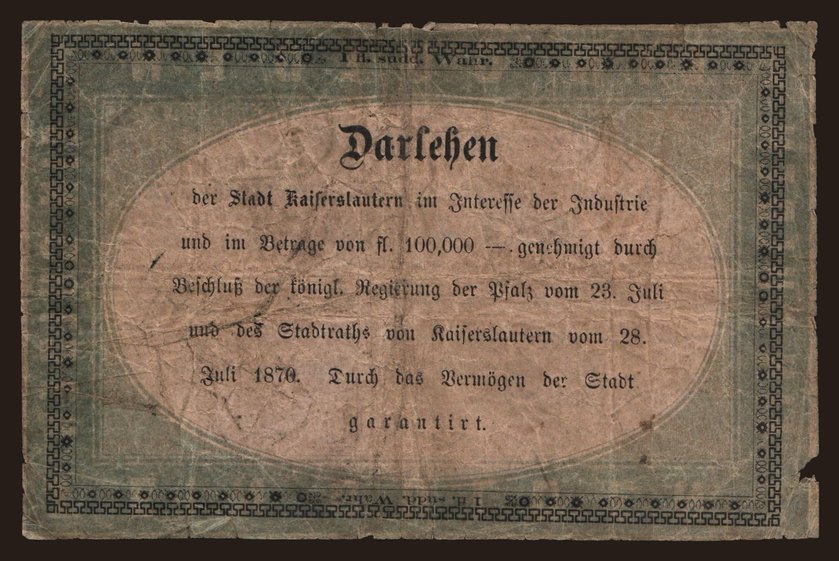 1 fl. südd. Währ.
Darlehen
der Stadt Kaiserslautern im Interesse der Industrie
und im Betrage von fl. 100,000 —. genehmigt durch
Beschluß der königl. Regierung der Pfalz vom 23. Juli
und des Stadtraths von Kaiserslautern vom 28.
Juli 1870. Durch das Vermögen der Stadt
garantirt.
1 fl. südd. Währ.